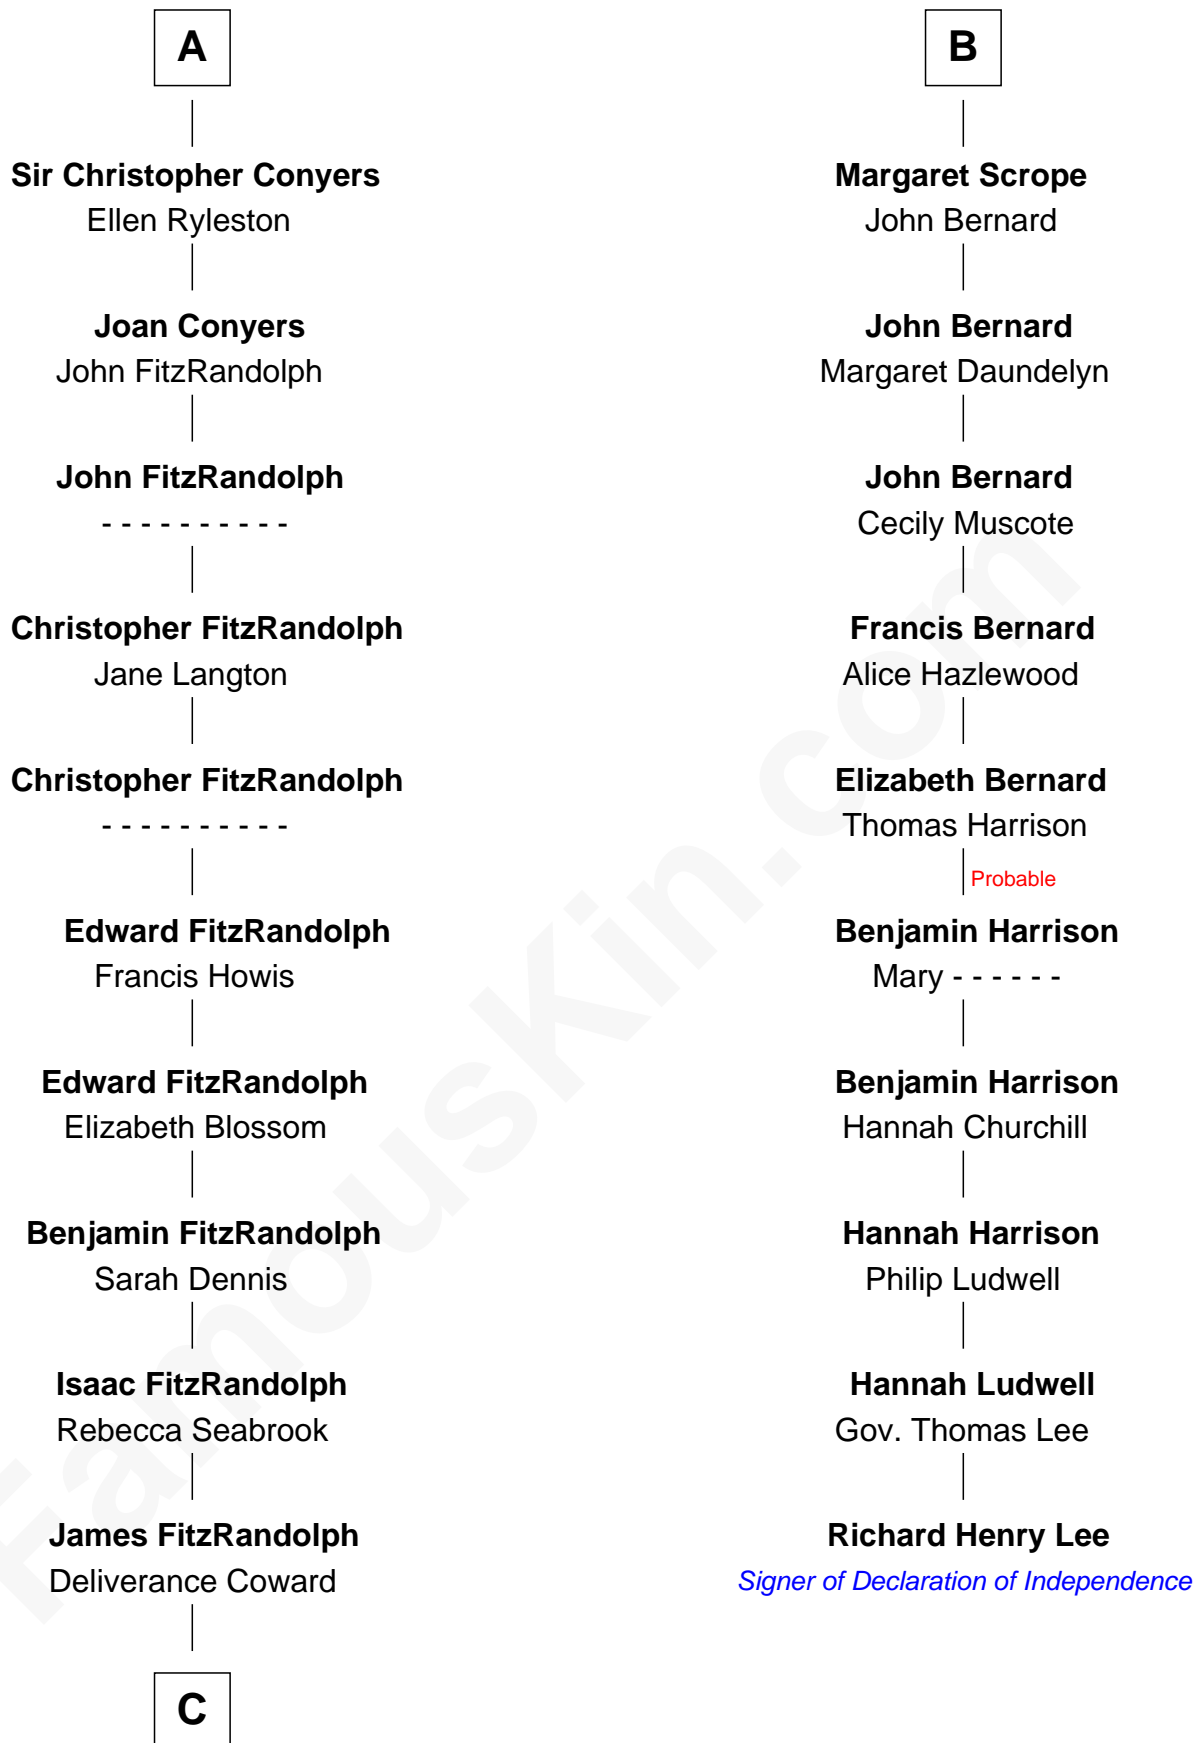 A
Sir Christopher Conyers
Ellen Ryleston
Joan Conyers
John FitzRandolph
John FitzRandolph
- - - - - - - - - -
Christopher FitzRandolph
Jane Langton
Christopher FitzRandolph
- - - - - - - - - -
Edward FitzRandolph
Francis Howis
Edward FitzRandolph
Elizabeth Blossom
Benjamin FitzRandolph
Sarah Dennis
Isaac FitzRandolph
Rebecca Seabrook
James FitzRandolph
Deliverance Coward
C
B
Margaret Scrope
John Bernard
John Bernard
Margaret Daundelyn
John Bernard
Cecily Muscote
Francis Bernard
Alice Hazlewood
Elizabeth Bernard
Thomas Harrison
Probable
Benjamin Harrison
Mary - - - - - -
Benjamin Harrison
Hannah Churchill
Hannah Harrison
Philip Ludwell
Hannah Ludwell
Gov. Thomas Lee
Richard Henry Lee
Signer of Declaration of Independence
FamousKin.com